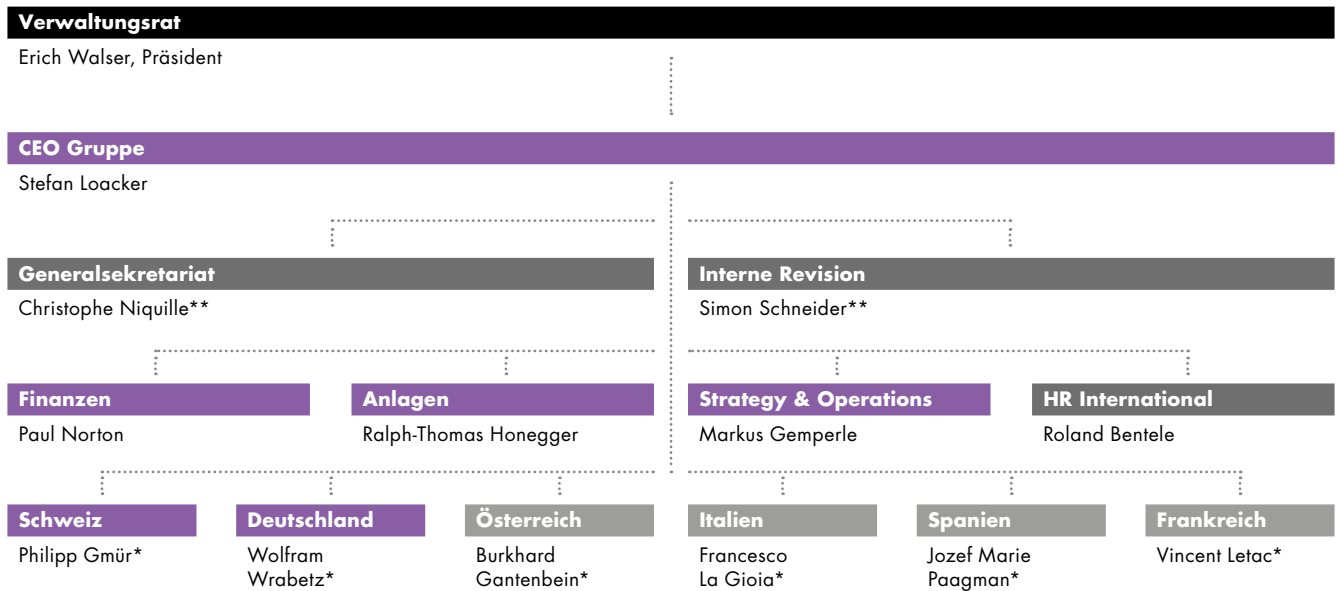 Verwaltungsrat
Erich Walser, Präsident
CEO Gruppe
Stefan Loacker
Generalsekretariat
Christophe Niquille**
Interne Revision
Simon Schneider**
Finanzen
Paul Norton
Anlagen
Ralph-Thomas Honegger
Strategy & Operations
Markus Gemperle
HR International
Roland Bentele
Schweiz
Philipp Gmür*
Deutschland
Wolfram
Wrabetz*
Österreich
Burkhard
Gantenbein*
Italien
Francesco
La Gioia*
Spanien
Jozef Marie
Paagman*
Frankreich
Vincent Letac*